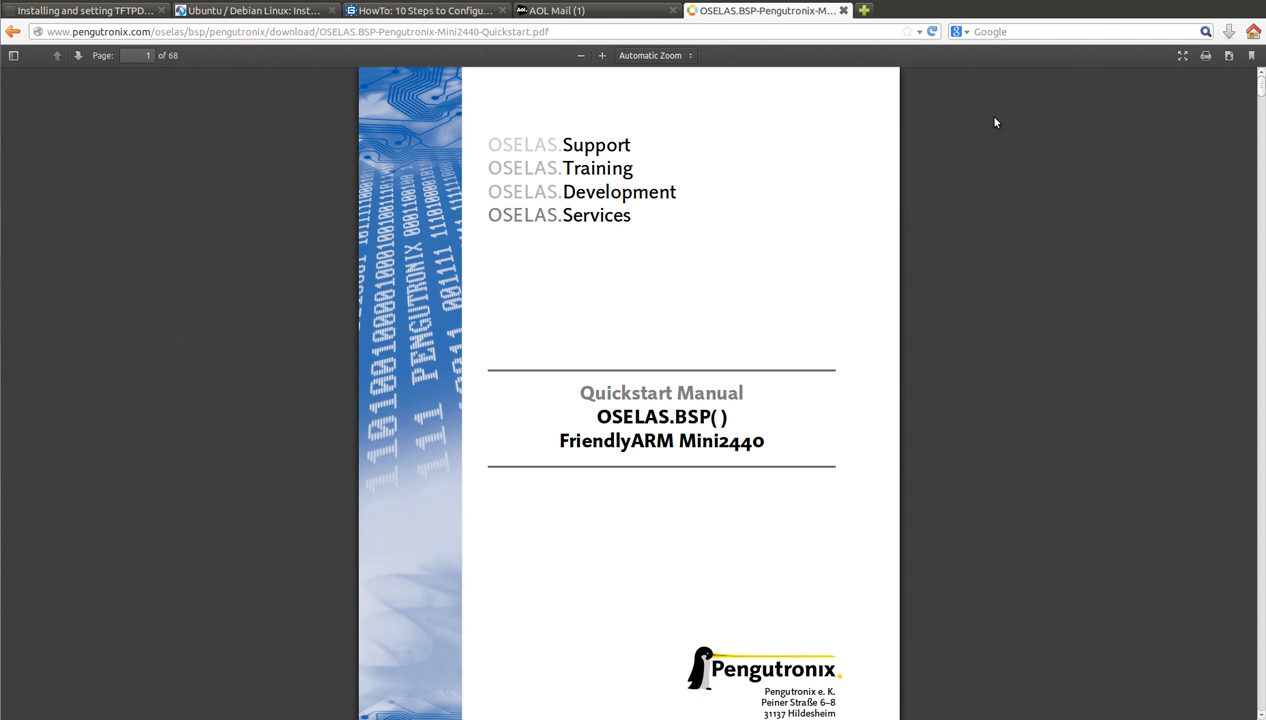 Installing and setting TFTPD...
Ubuntu / Debian Linux: Inst...
HowTo: 10 Steps to Configu...
AOL Mail (1)
OSELAS.BSP-Pengutronix-M...
www.pengutronix.com/oselas/bsp/pengutronix/download/OSELAS.BSP-Pengutronix-Mini2440-Quickstart.pdf
Google
Page: 1 of 68
Automatic Zoom
OSELAS.Support
OSELAS.Training
OSELAS.Development
OSELAS.Services
PENGUTRONIX
Quickstart Manual
OSELAS.BSP( )
FriendlyARM Mini2440
Pengutronix
Pengutronix e. K.
Peiner Straße 6–8
31137 Hildesheim